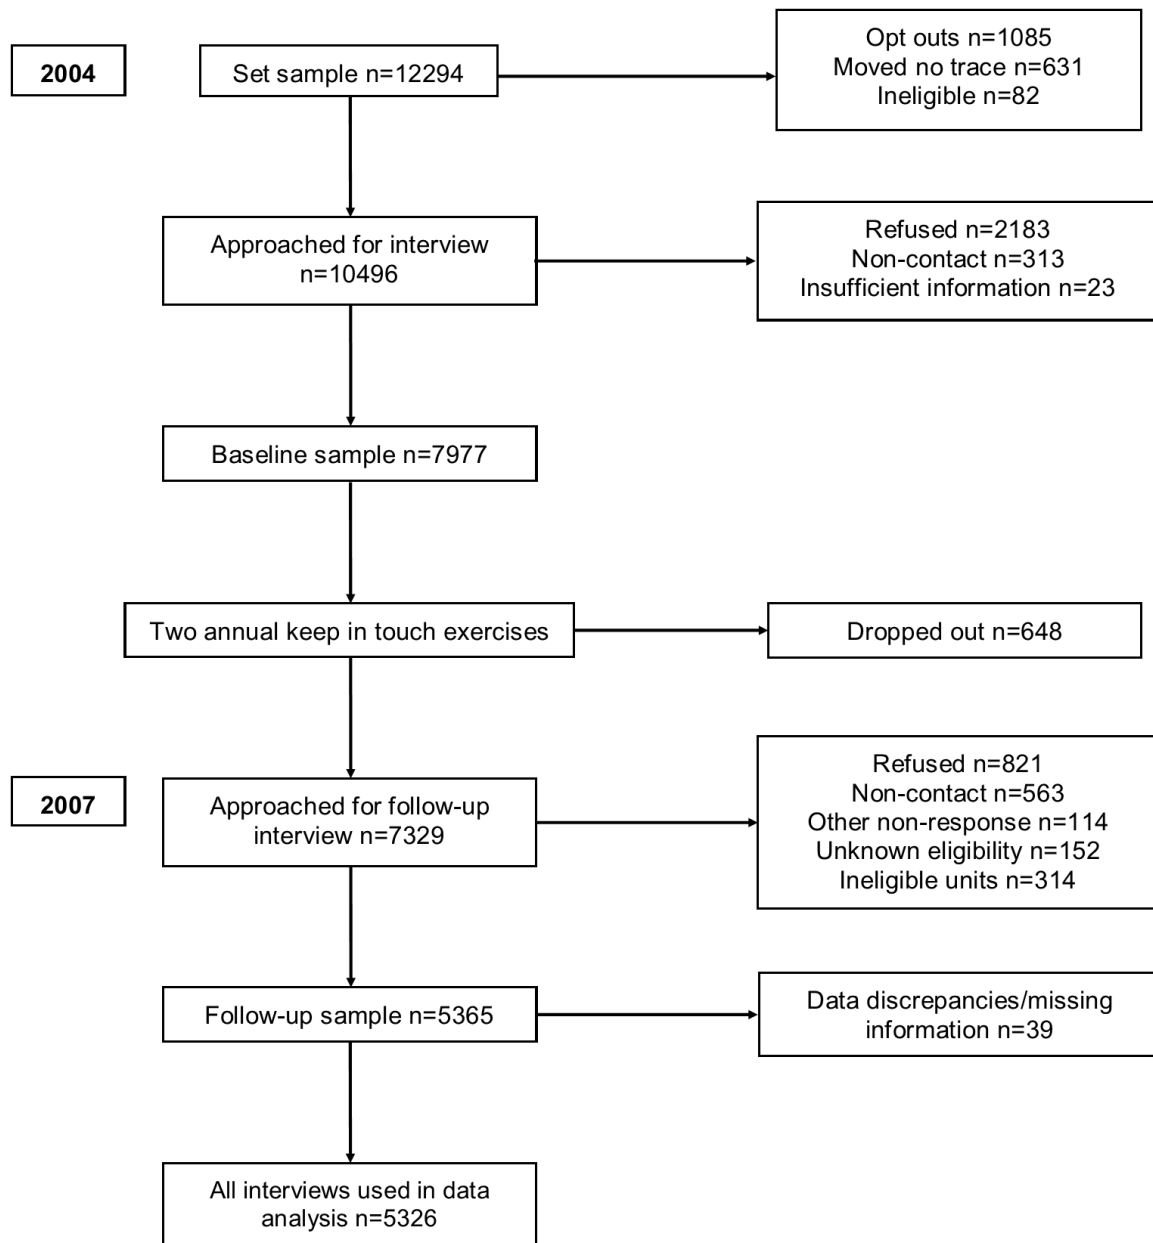 2004
Set sample n=12294
Opt outs n=1085
Moved no trace n=631
Ineligible n=82
Approached for interview
n=10496
Refused n=2183
Non-contact n=313
Insufficient information n=23
Baseline sample n=7977
Two annual keep in touch exercises
Dropped out n=648
2007
Approached for follow-up
interview n=7329
Refused n=821
Non-contact n=563
Other non-response n=114
Unknown eligibility n=152
Ineligible units n=314
Follow-up sample n=5365
Data discrepancies/missing
information n=39
All interviews used in data
analysis n=5326